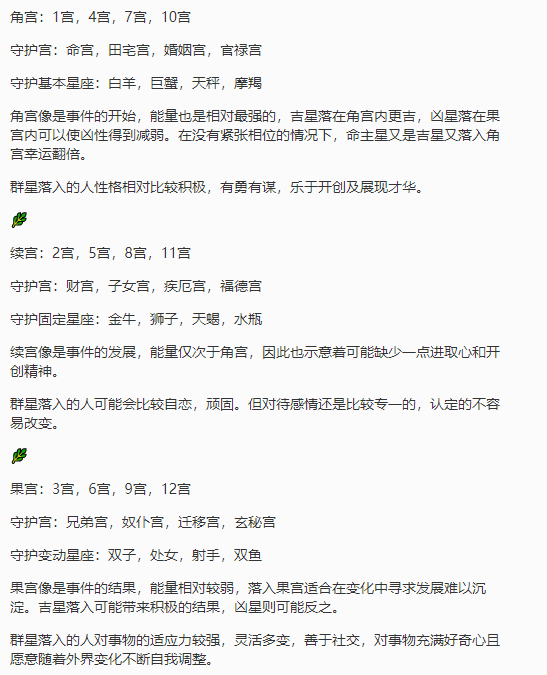 角宫：1宫，4宫，7宫，10宫
守护宫：命宫，田宅宫，婚姻宫，官禄宫
守护基本星座：白羊，巨蟹，天秤，摩羯
角宫像是事件的开始，能量也是相对最强的，吉星落在角宫内更吉，凶星落在果
宫内可以使凶性得到减弱。在没有紧张相位的情况下，命主星又是吉星又落入角
宫幸运翻倍。
群星落入的人性格相对比较积极，有勇有谋，乐于开创及展现才华。
续宫：2宫，5宫，8宫，11宫
守护宫：财宫，子女宫，疾厄宫，福德宫
守护固定星座：金牛，狮子，天蝎，水瓶
续宫像是事件的发展，能量仅次于角宫，因此也示意着可能缺少一点进取心和开
创精神。
群星落入的人可能会比较自恋，顽固。但对待感情还是比较专一的，认定的不容
易改变。
果宫：3宫，6宫，9宫，12宫
守护宫：兄弟宫，奴仆宫，迁移宫，玄秘宫
守护变动星座：双子，处女，射手，双鱼
果宫像是事件的结果，能量相对较弱，落入果宫适合在变化中寻求发展难以沉
淀。吉星落入可能带来积极的结果，凶星则可能反之。
群星落入的人对事物的适应力较强，灵活多变，善于社交，对事物充满好奇心且
愿意随着外界变化不断自我调整。